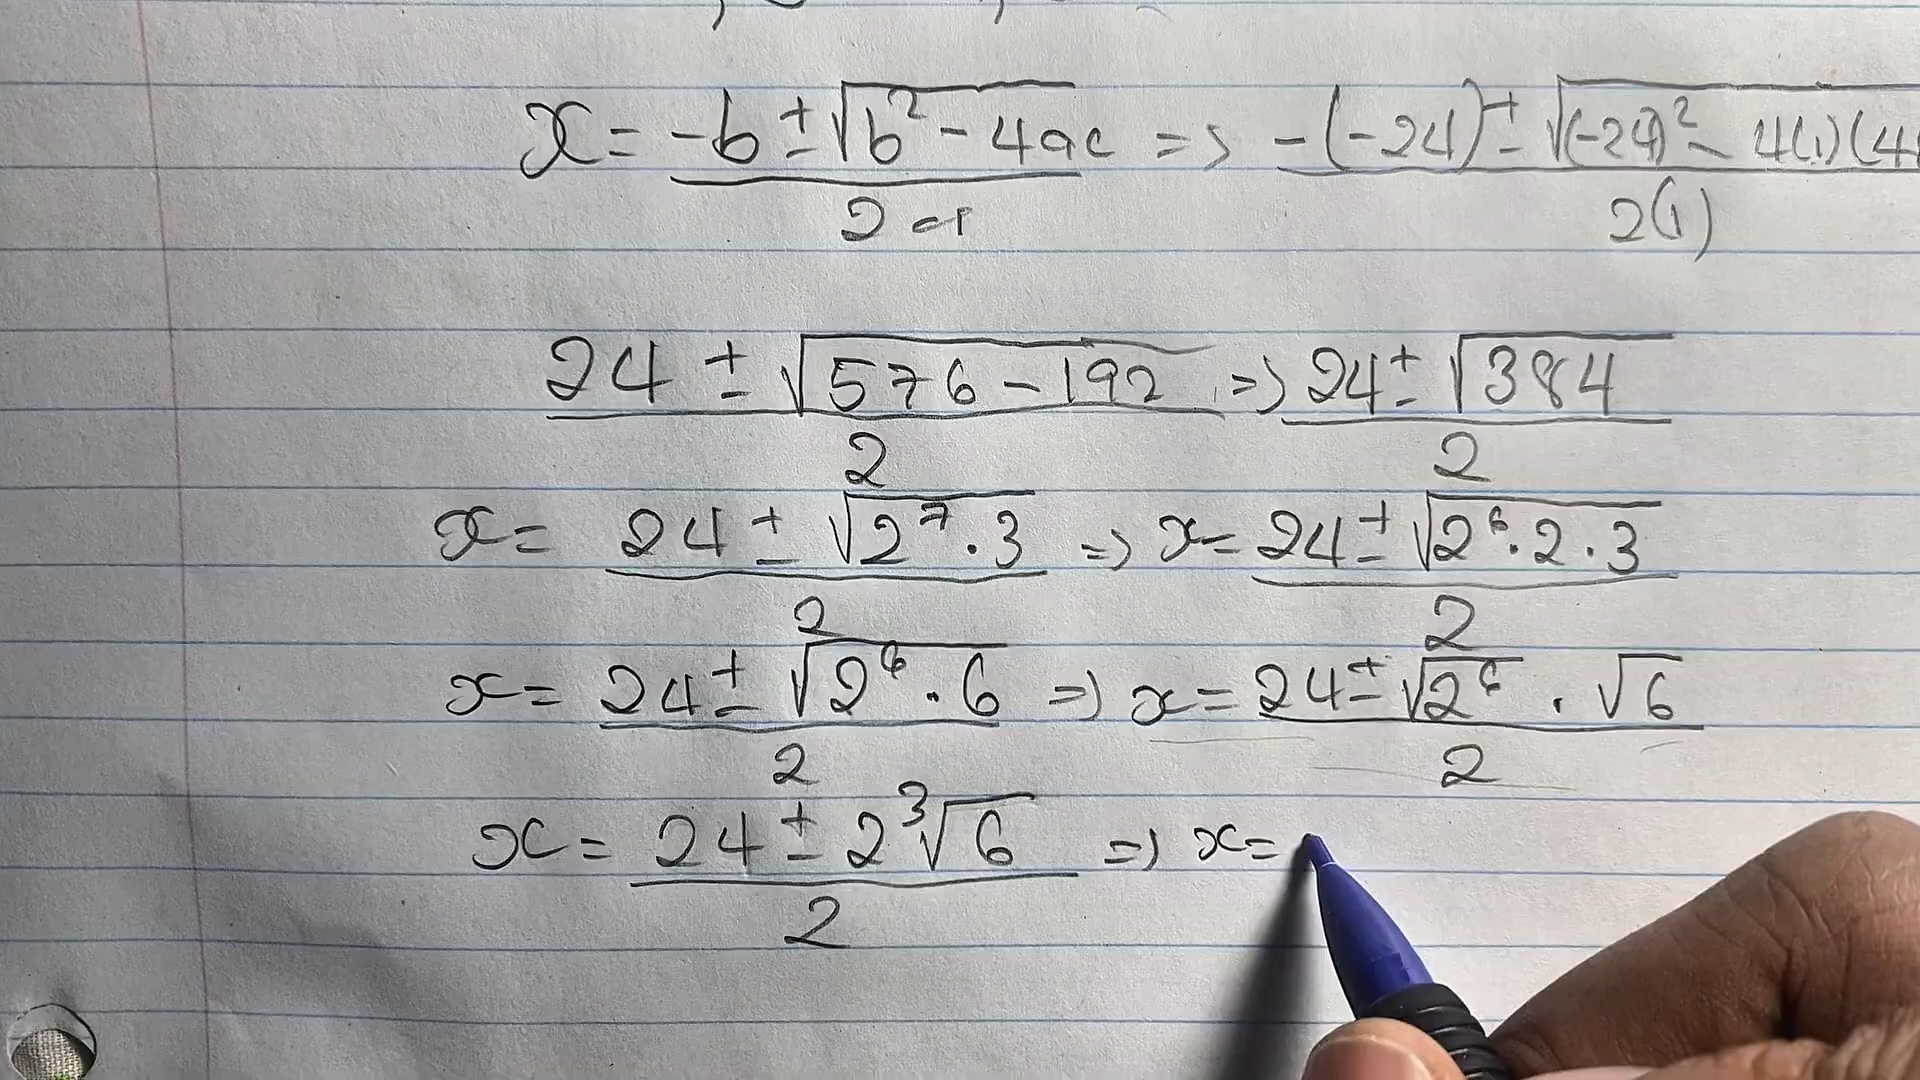 x = -b ± √b² - 4ac / 2a => -(-24) ± √(-24)² - 4(1)(4 / 2(1)
24 ± √576 - 192 / 2 => 24 ± √384 / 2
x = 24 ± √2⁷ · 3 / 2 => x = 24 ± √2⁶ · 2 · 3 / 2
x = 24 ± √2⁶ · 6 / 2 => x = 24 ± √2⁶ · √6 / 2
x = 24 ± 2³√6 / 2 => x =